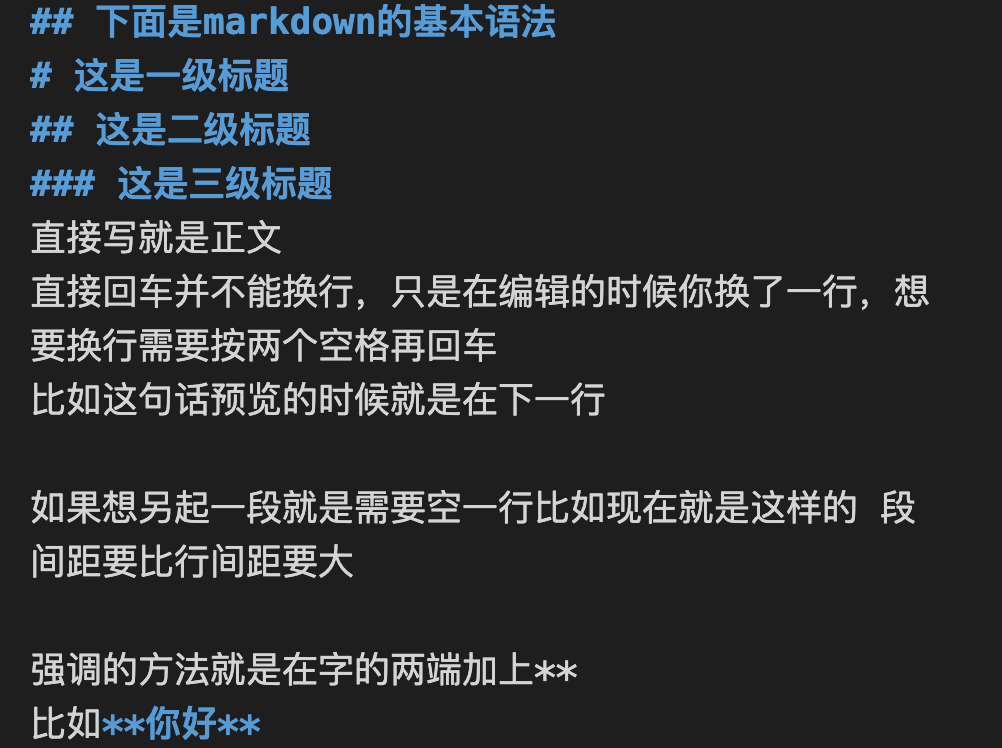 ## 下面是markdown的基本语法
# 这是一级标题
## 这是二级标题
### 这是三级标题
直接写就是正文
直接回车并不能换行，只是在编辑的时候你换了一行，想
要换行需要按两个空格再回车
比如这句话预览的时候就是在下一行
如果想另起一段就是需要空一行比如现在就是这样的 段
间距要比行间距要大
强调的方法就是在字的两端加上**
比如**你好**